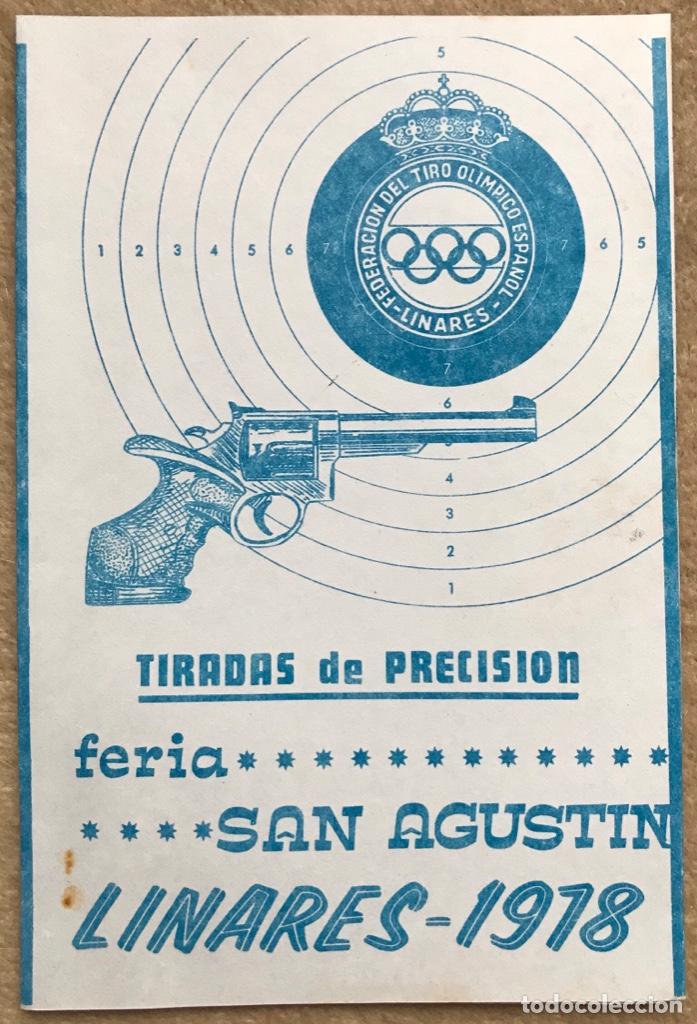 5
FEDERACION DEL TIRO OLIMPICO ESPAÑOL
- LINARES -
1 2 3 4 5 6 7 7 6 5
7
6
5
4
3
2
1
TIRADAS de PRECISION
feria
SAN AGUSTIN
LINARES-1978
todocoleccion